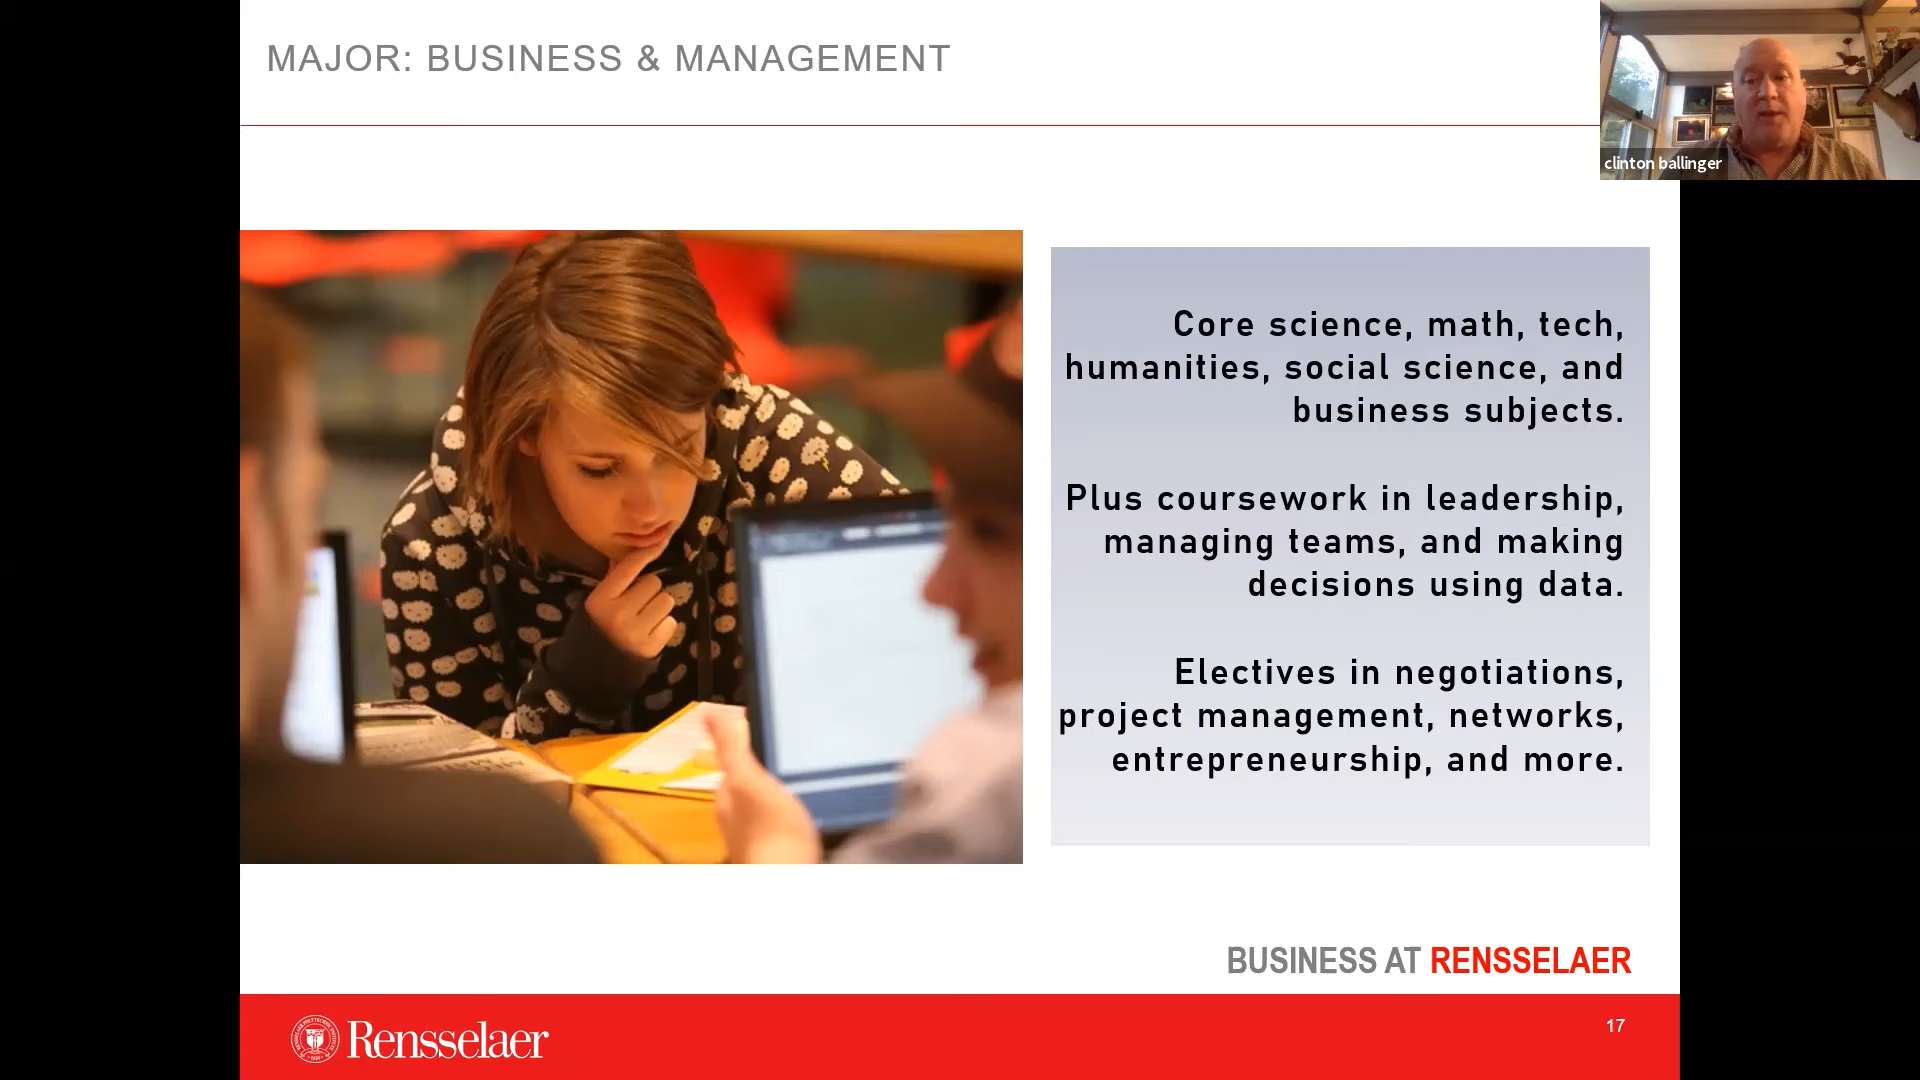 MAJOR: BUSINESS & MANAGEMENT
clinton ballinger
Core science, math, tech,
humanities, social science, and
business subjects.
Plus coursework in leadership,
managing teams, and making
decisions using data.
Electives in negotiations,
project management, networks,
entrepreneurship, and more.
BUSINESS AT RENSSELAER
Rensselaer
17